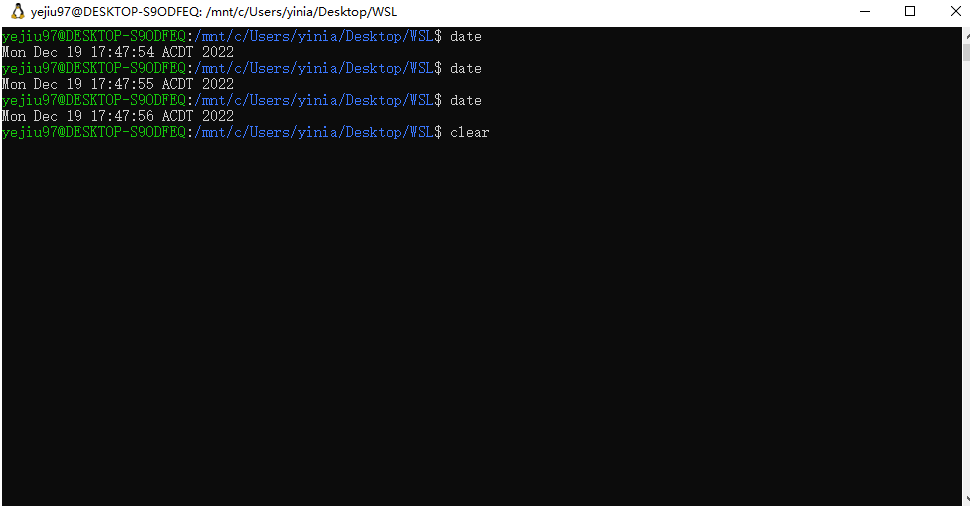 yejiu97@DESKTOP-S9ODFEQ: /mnt/c/Users/yinia/Desktop/WSL
yejiu97@DESKTOP-S9ODFEQ:/mnt/c/Users/yinia/Desktop/WSL$ date
Mon Dec 19 17:47:54 ACDT 2022
yejiu97@DESKTOP-S9ODFEQ:/mnt/c/Users/yinia/Desktop/WSL$ date
Mon Dec 19 17:47:55 ACDT 2022
yejiu97@DESKTOP-S9ODFEQ:/mnt/c/Users/yinia/Desktop/WSL$ date
Mon Dec 19 17:47:56 ACDT 2022
yejiu97@DESKTOP-S9ODFEQ:/mnt/c/Users/yinia/Desktop/WSL$ clear